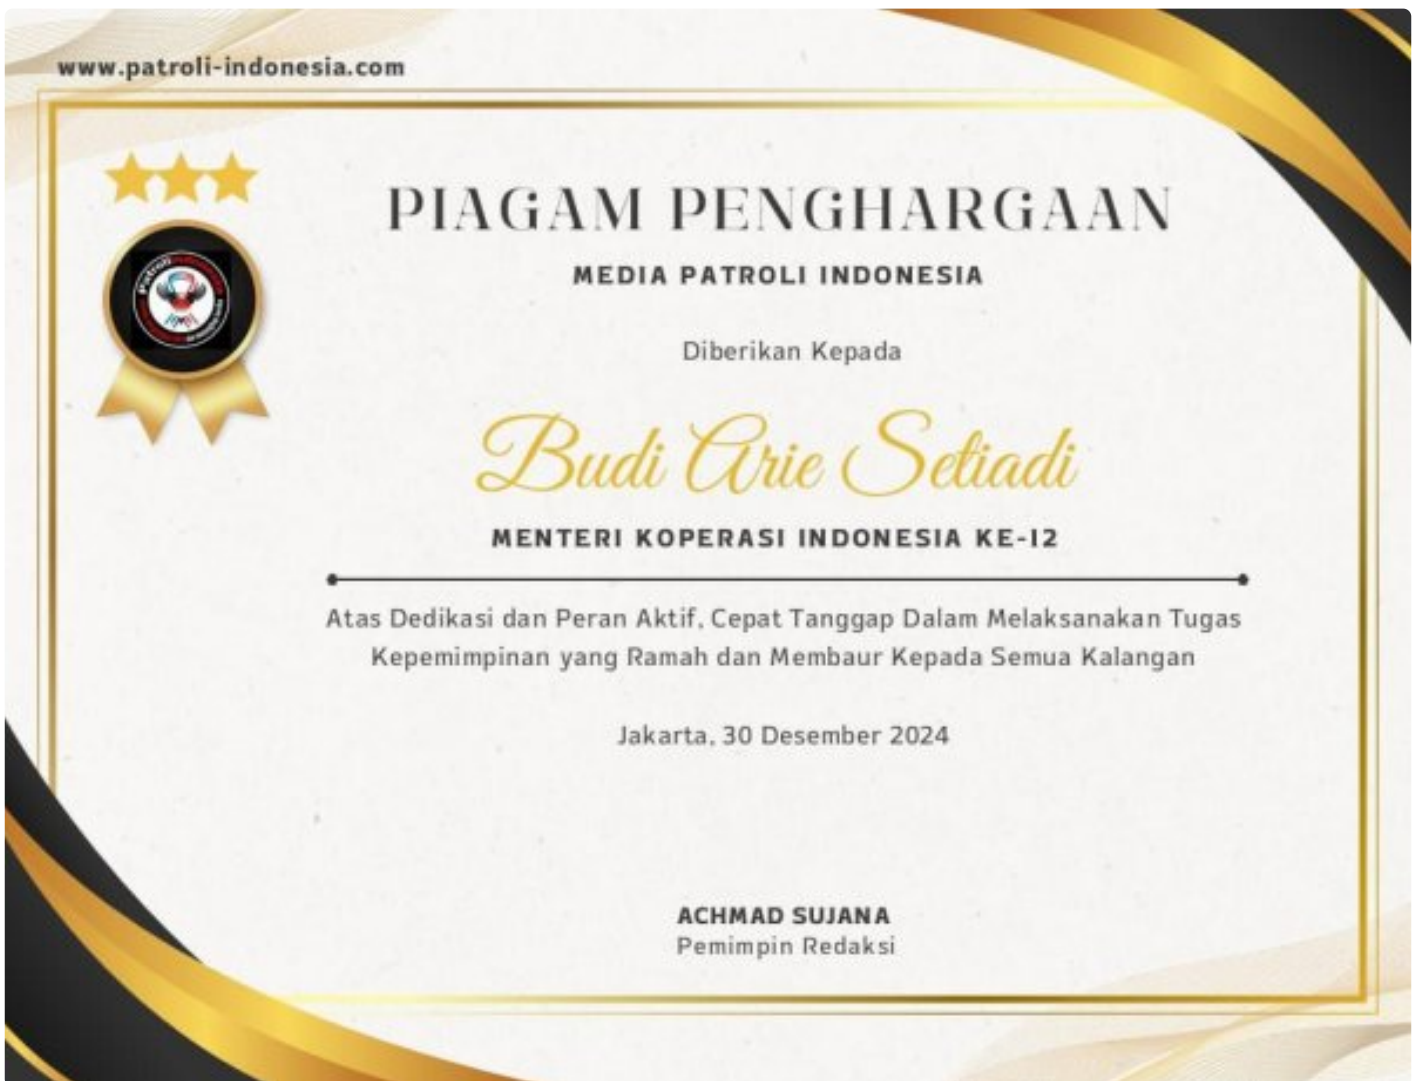 www.patroli-indonesia.com
PIAGAM PENGHARGAAN
MEDIA PATROLI INDONESIA
Diberikan Kepada
Budi Arie Setiadi
MENTERI KOPERASI INDONESIA KE-12
Atas Dedikasi dan Peran Aktif, Cepat Tanggap Dalam Melaksanakan Tugas
Kepemimpinan yang Ramah dan Membaur Kepada Semua Kalangan
Jakarta, 30 Desember 2024
ACHMAD SUJANA
Pemimpin Redaksi